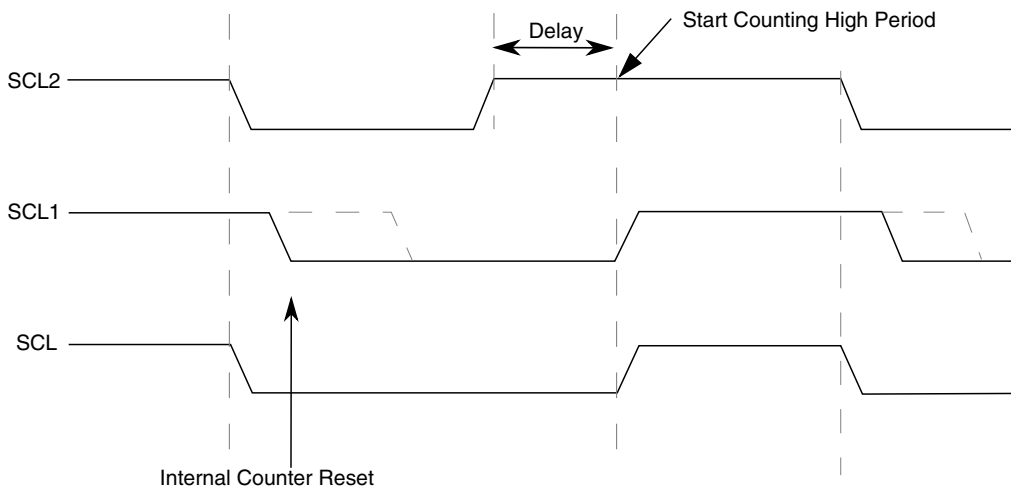 Start Counting High Period
Delay
SCL2
SCL1
SCL
Internal Counter Reset